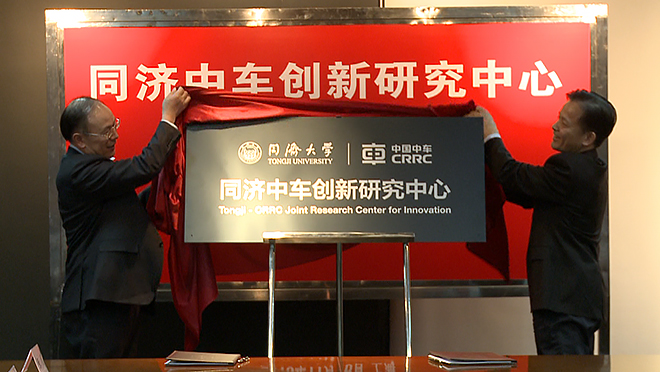 同济中车创新研究中心
同濟大学
TONGJI UNIVERSITY
中国中车
CRRC
同济中车创新研究中心
Tongji - CRRC Joint Research Center for Innovation